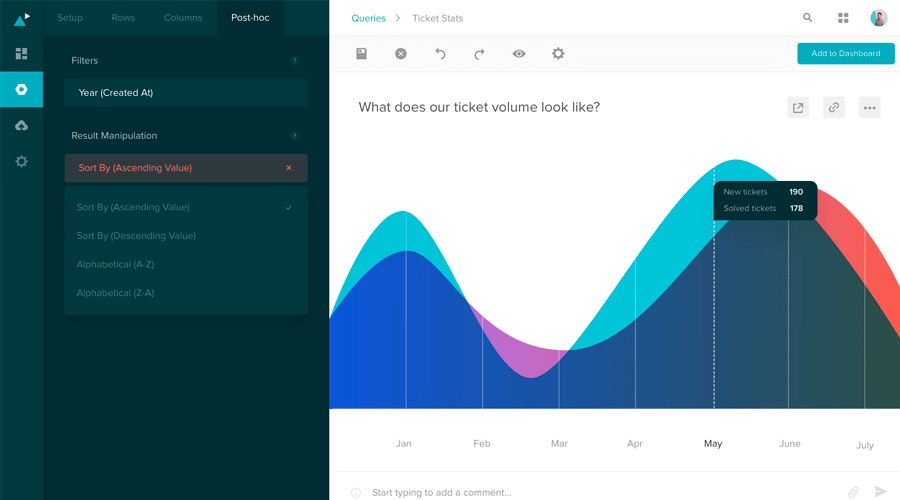 Setup Rows Columns Post-hoc
Filters ?
Year (Created At)
Result Manipulation ?
Sort By (Ascending Value)
Sort By (Ascending Value)
Sort By (Descending Value)
Alphabetical (A-Z)
Alphabetical (Z-A)
Queries > Ticket Stats
Add to Dashboard
What does our ticket volume look like?
New tickets 190
Solved tickets 178
Jan Feb Mar Apr May June July
Start typing to add a comment...